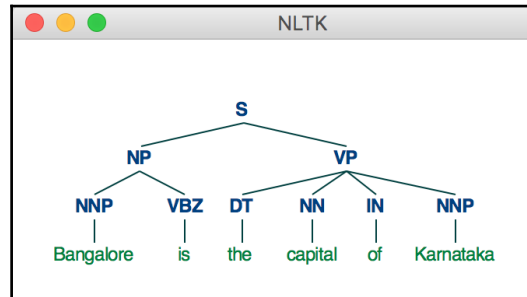 NLTK
S
NP VP
NNP VBZ DT NN IN NNP
Bangalore is the capital of Karnataka